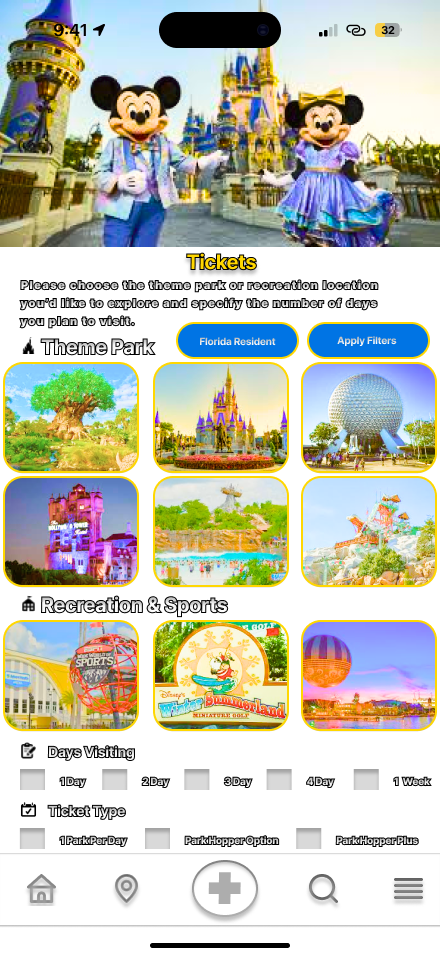 9:41
32
Tickets
Please choose the theme park or recreation location
you'd like to explore and specify the number of days
you plan to visit.
Theme Park
Florida Resident
Apply Filters
Recreation & Sports
ESPN
SPORTS
Disney's
Winter Summerland
MINIATURE GOLF
Days Visiting
1 Day
2 Day
3 Day
4 Day
1 Week
Ticket Type
1 Park Per Day
Park Hopper Option
Park Hopper Plus